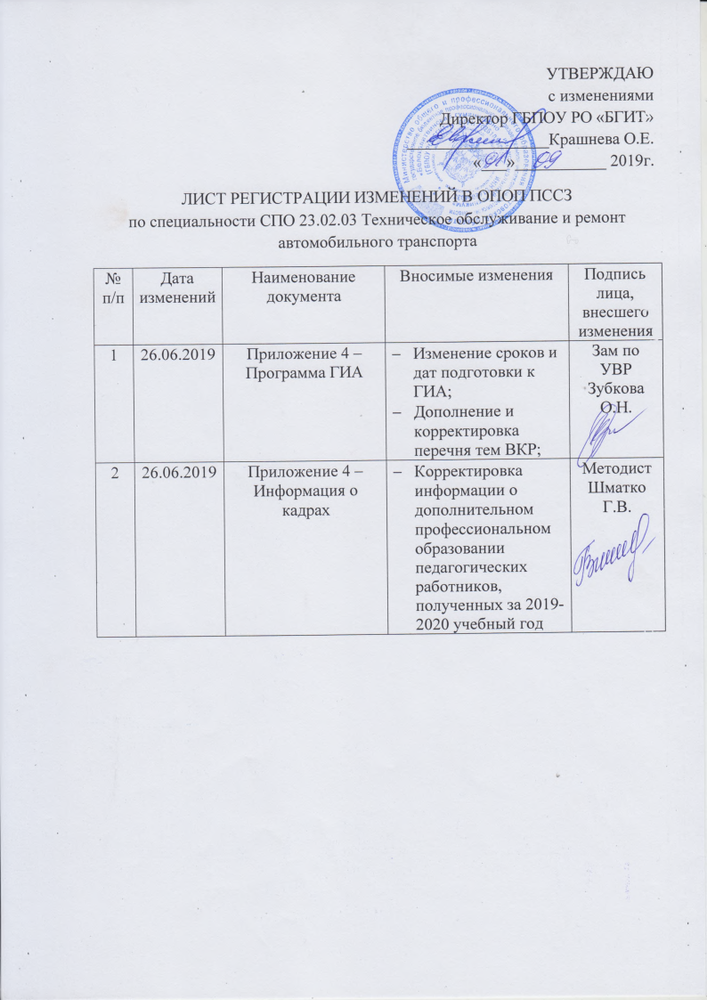 УТВЕРЖДАЮ
с изменениями
Директор ГБПОУ РО «БГИТ»
________________Крашнева О.Е.
«01» 09 2019г.
ЛИСТ РЕГИСТРАЦИИ ИЗМЕНЕНИЙ В ОПОП ПССЗ
по специальности СПО 23.02.03 Техническое обслуживание и ремонт
автомобильного транспорта
№
п/п
Дата
изменений
Наименование
документа
Вносимые изменения
Подпись
лица,
внесшего
изменения
1
26.06.2019
Приложение 4 –
Программа ГИА
– Изменение сроков и
дат подготовки к
ГИА;
– Дополнение и
корректировка
перечня тем ВКР;
Зам по
УВР
Зубкова
О.Н.
2
26.06.2019
Приложение 4 –
Информация о
кадрах
– Корректировка
информации о
дополнительном
профессиональном
образовании
педагогических
работников,
полученных за 2019-
2020 учебный год
Методист
Шматко
Г.В.